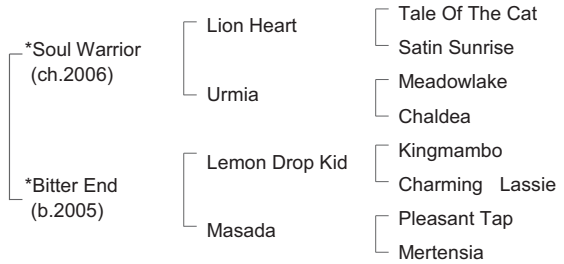 Tale Of The Cat
Lion Heart
*Soul Warrior
Satin Sunrise
(ch.2006)
Meadowlake
Urmia
Chaldea
Kingmambo
Lemon Drop Kid
*Bitter End
Charming Lassie
(b.2005)
Pleasant Tap
Masada
Mertensia